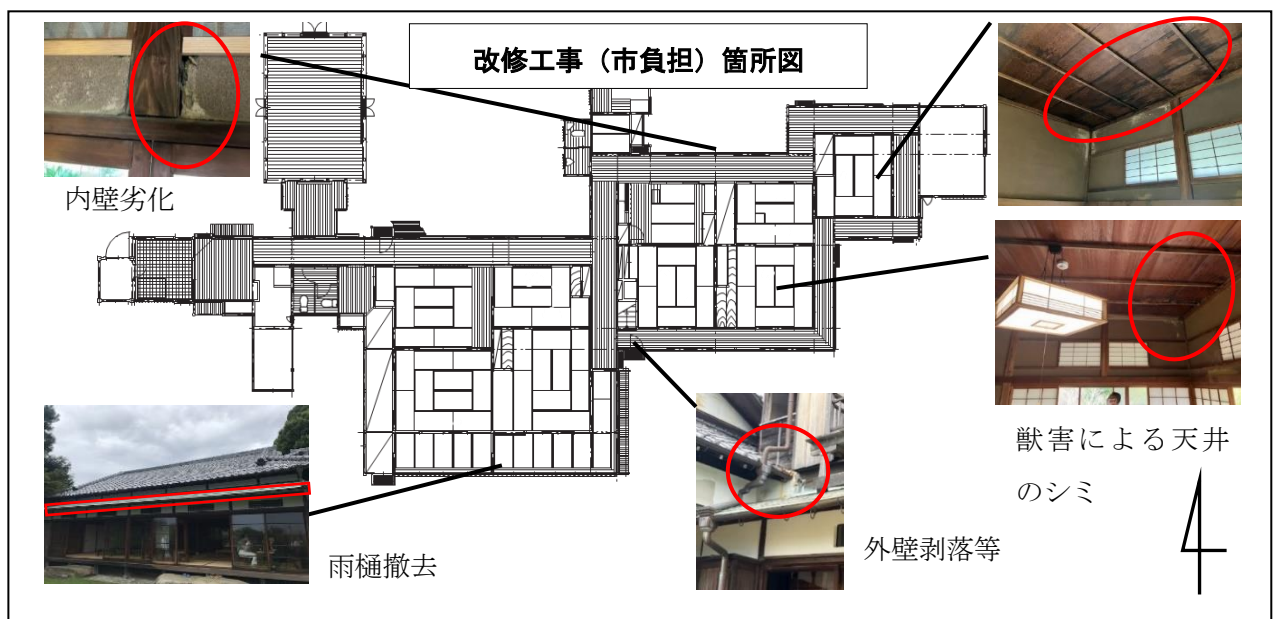 改修工事（市負担）箇所図
内壁劣化
獣害による天井
のシミ
外壁剥落等
雨樋撤去